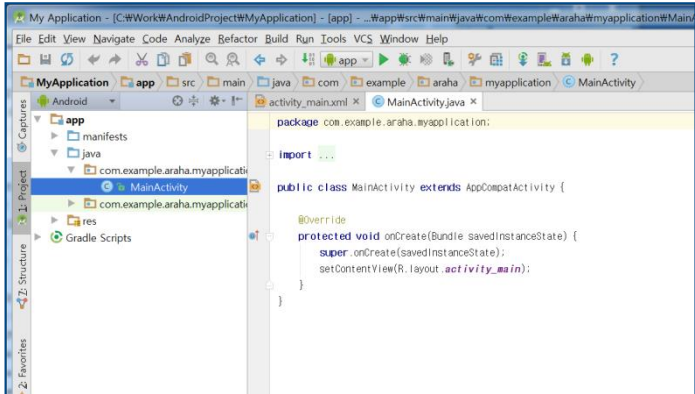 My Application - [C:₩Work₩AndroidProject₩MyApplication] - [app] - ...₩app₩src₩main₩java₩com₩example₩araha₩myapplication₩MainA
File Edit View Navigate Code Analyze Refactor Build Run Tools VCS Window Help
app
MyApplication app src main java com example araha myapplication MainActivity
Android activity_main.xml MainActivity.java
Captures
1: Project
Z: Structure
2: Favorites
app
manifests
java
com.example.araha.myapplicati
MainActivity
com.example.araha.myapplicati
res
Gradle Scripts
package com.example.araha.myapplication;
import ...
public class MainActivity extends AppCompatActivity {
@Override
protected void onCreate(Bundle savedInstanceState) {
super.onCreate(savedInstanceState);
setContentView(R.layout.activity_main);
}
}